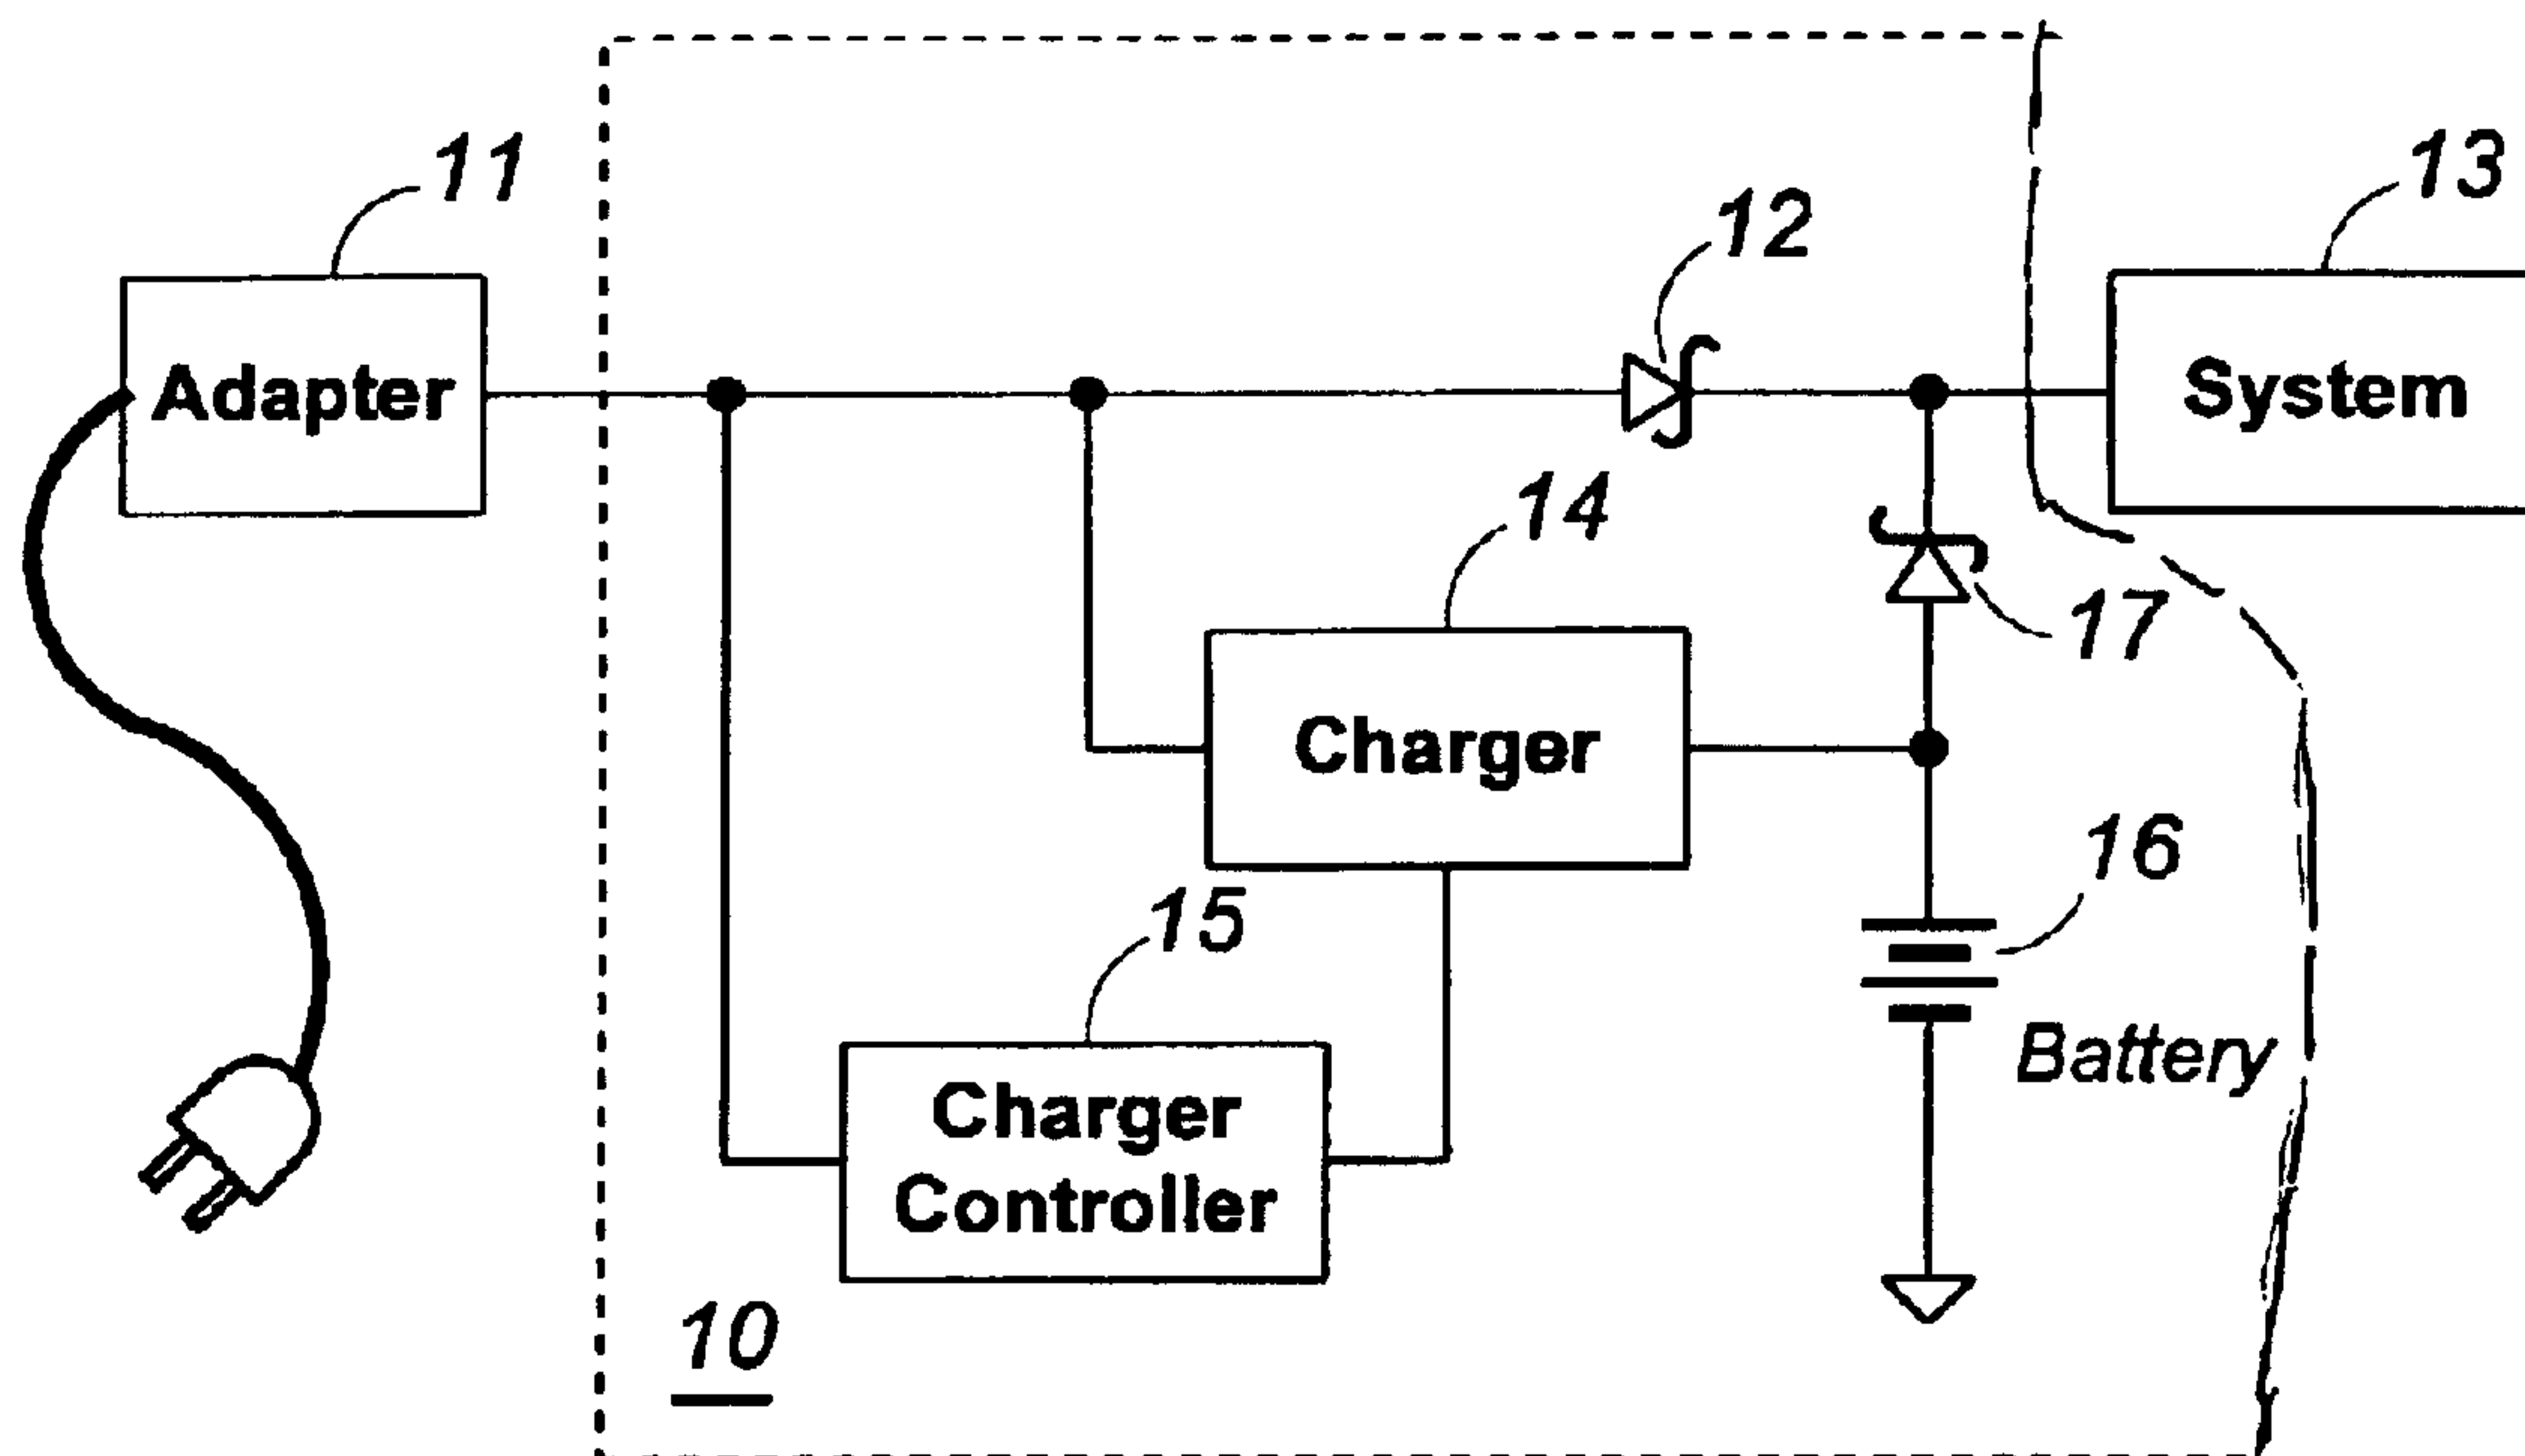 11
12
13
Adapter
System
14
17
Charger
16
15
Battery
Charger
Controller
10